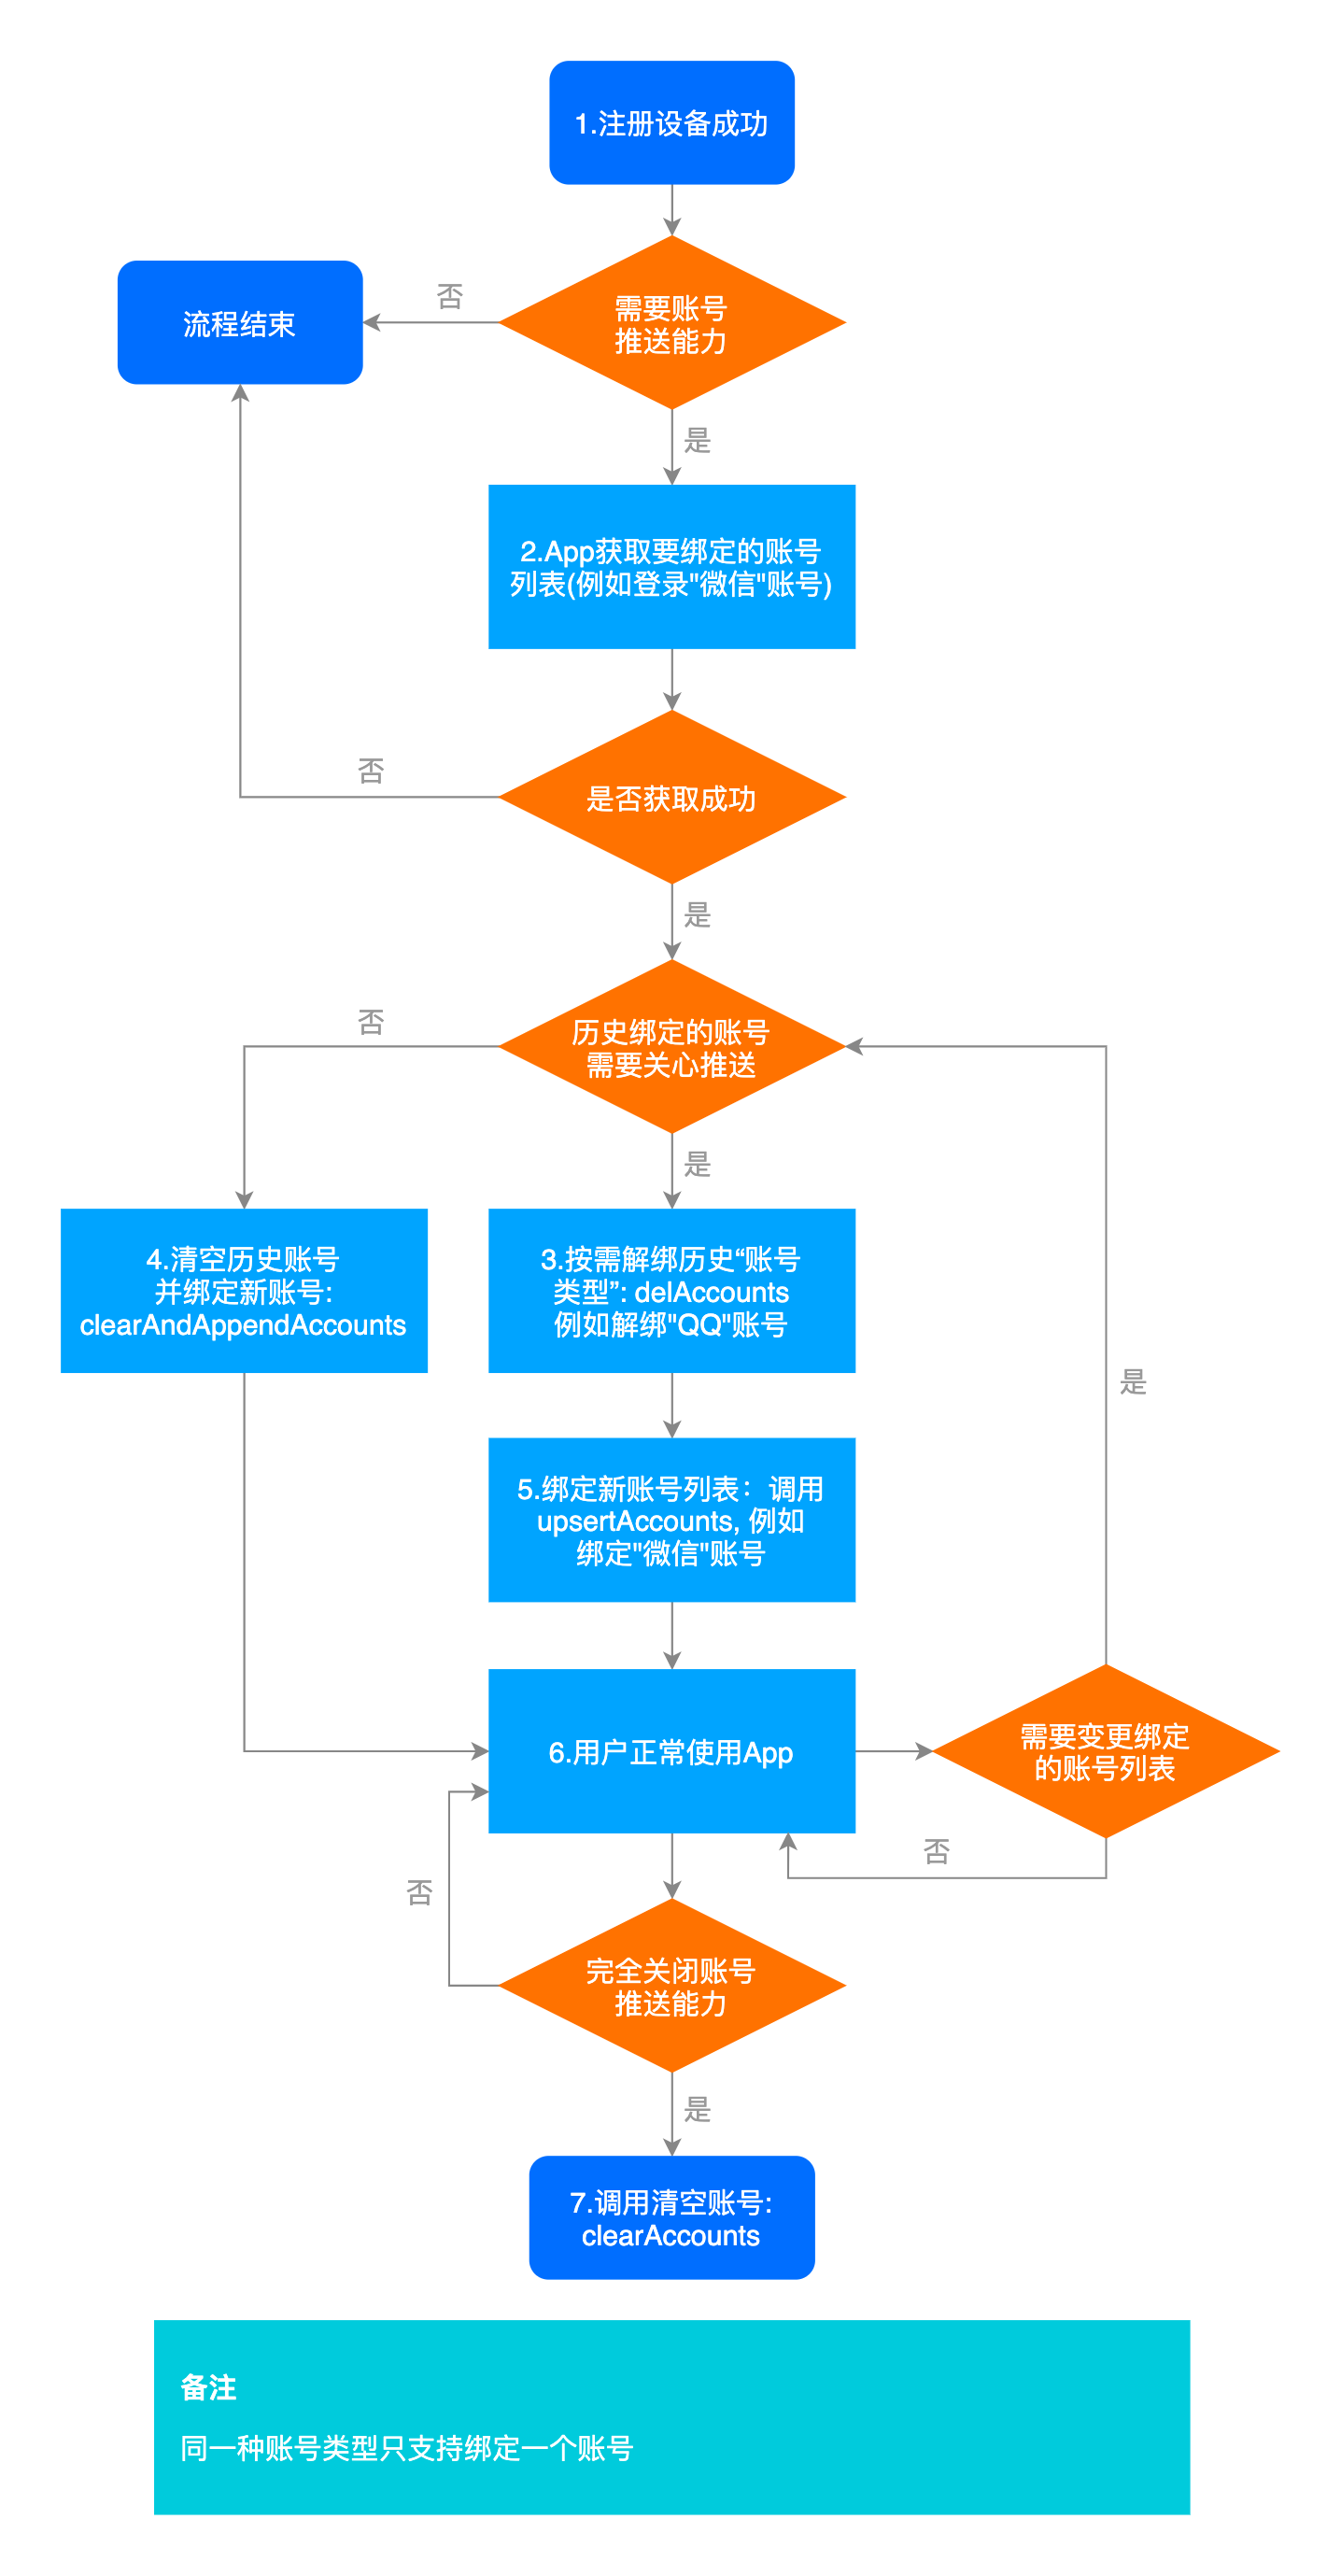 1.注册设备成功
否
流程结束
需要账号
推送能力
是
2.App获取要绑定的账号
列表(例如登录"微信"账号)
否
是否获取成功
是
否
历史绑定的账号
需要关心推送
是
4.清空历史账号
并绑定新账号:
clearAndAppendAccounts
3.按需解绑历史“账号
类型”: delAccounts
例如解绑"QQ"账号
是
5.绑定新账号列表：调用
upsertAccounts, 例如
绑定"微信"账号
6.用户正常使用App
需要变更绑定
的账号列表
否
否
完全关闭账号
推送能力
是
7.调用清空账号:
clearAccounts
备注
同一种账号类型只支持绑定一个账号